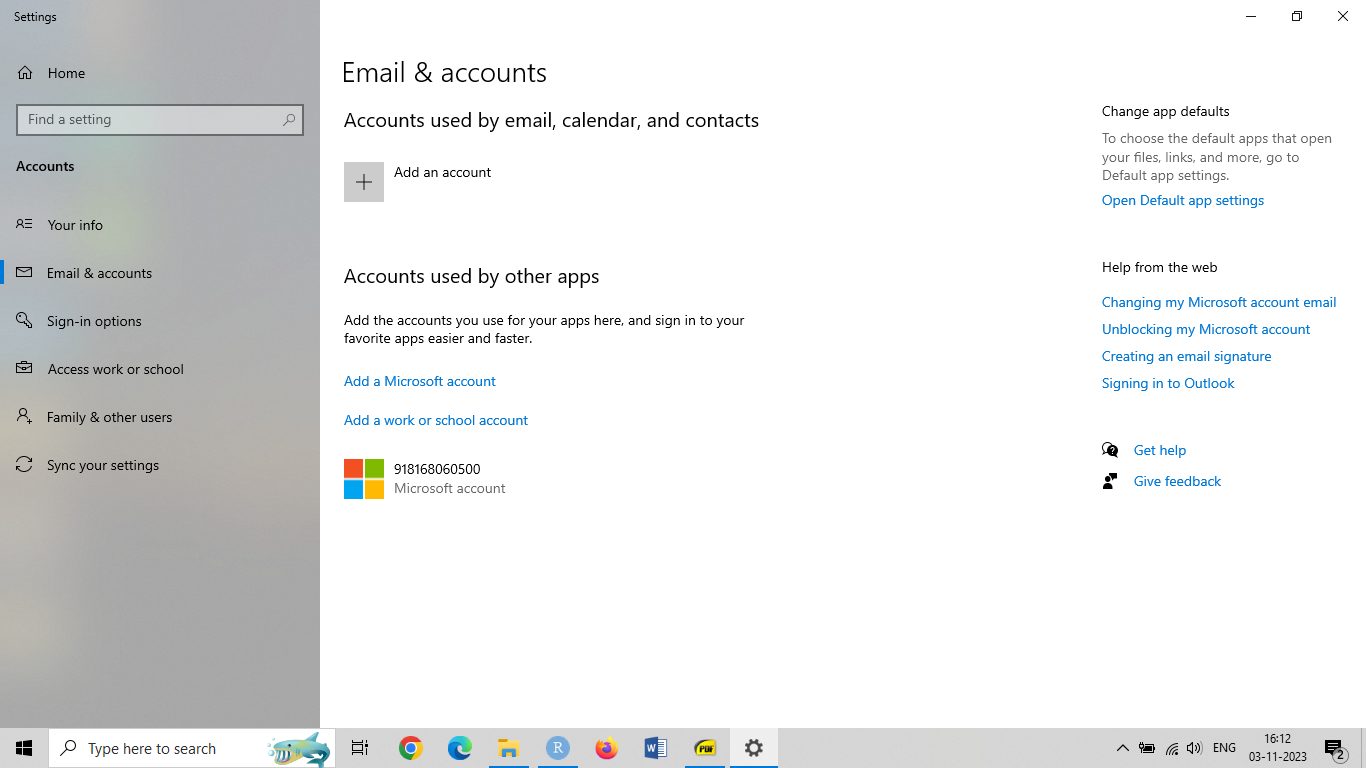 Settings
Home
Find a setting
Accounts
Your info
Email & accounts
Sign-in options
Access work or school
Family & other users
Sync your settings
Email & accounts
Accounts used by email, calendar, and contacts
Add an account
Accounts used by other apps
Add the accounts you use for your apps here, and sign in to your
favorite apps easier and faster.
Add a Microsoft account
Add a work or school account
918168060500
Microsoft account
Change app defaults
To choose the default apps that open
your files, links, and more, go to
Default app settings.
Open Default app settings
Help from the web
Changing my Microsoft account email
Unblocking my Microsoft account
Creating an email signature
Signing in to Outlook
Get help
Give feedback
Type here to search
R
W
PDF
ENG
16:12
03-11-2023
2